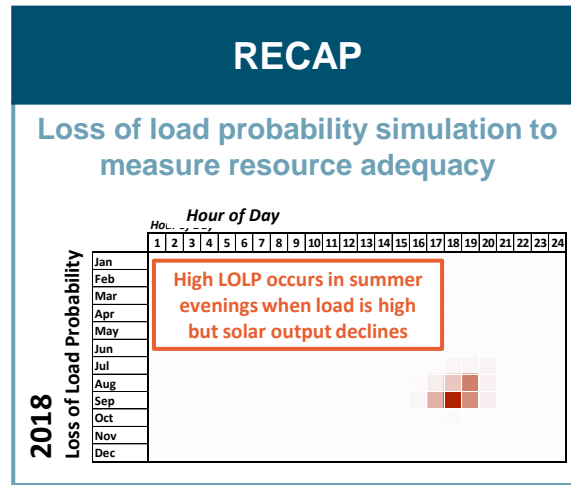 RECAP
Loss of load probability simulation to
measure resource adequacy
Hour of Day
1 2 3 4 5 6 7 8 9 10 11 12 13 14 15 16 17 18 19 20 21 22 23 24
2018
Loss of Load Probability
Jan
Feb
Mar
Apr
May
Jun
Jul
Aug
Sep
Oct
Nov
Dec
High LOLP occurs in summer
evenings when load is high
but solar output declines